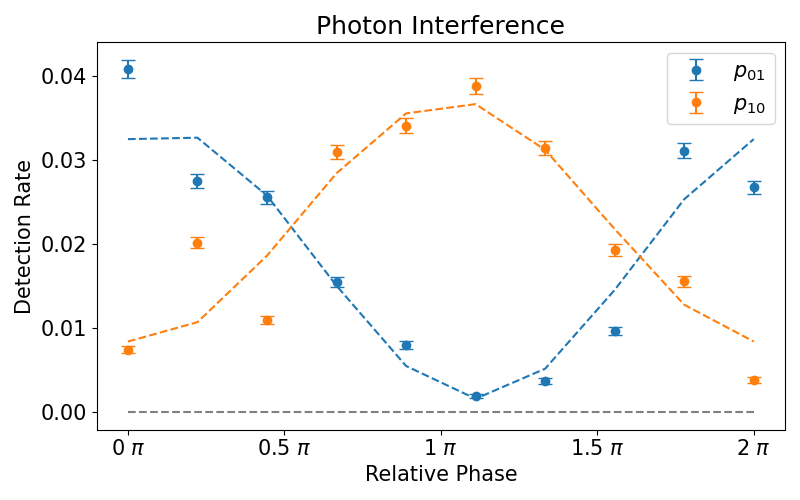 Photon Interference
Detection Rate
0.04
0.03
0.02
0.01
0.00
p₀₁
p₁₀
0 π
0.5 π
1 π
1.5 π
2 π
Relative Phase